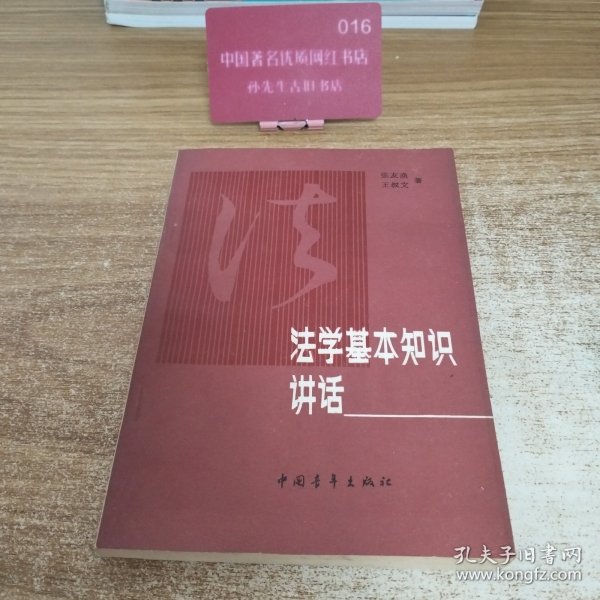 016
中国著名优质网红书店
孙先生古旧书店
张友渔
王叔文 著
法
法学基本知识
讲话
中国青年出版社
孔夫子旧书网
www.kongfz.com